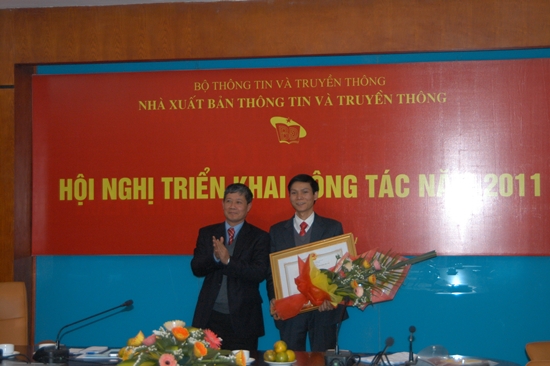 BỘ THÔNG TIN VÀ TRUYỀN THÔNG
NHÀ XUẤT BẢN THÔNG TIN VÀ TRUYỀN THÔNG
HỘI NGHỊ TRIỂN KHAI TÁC 2011